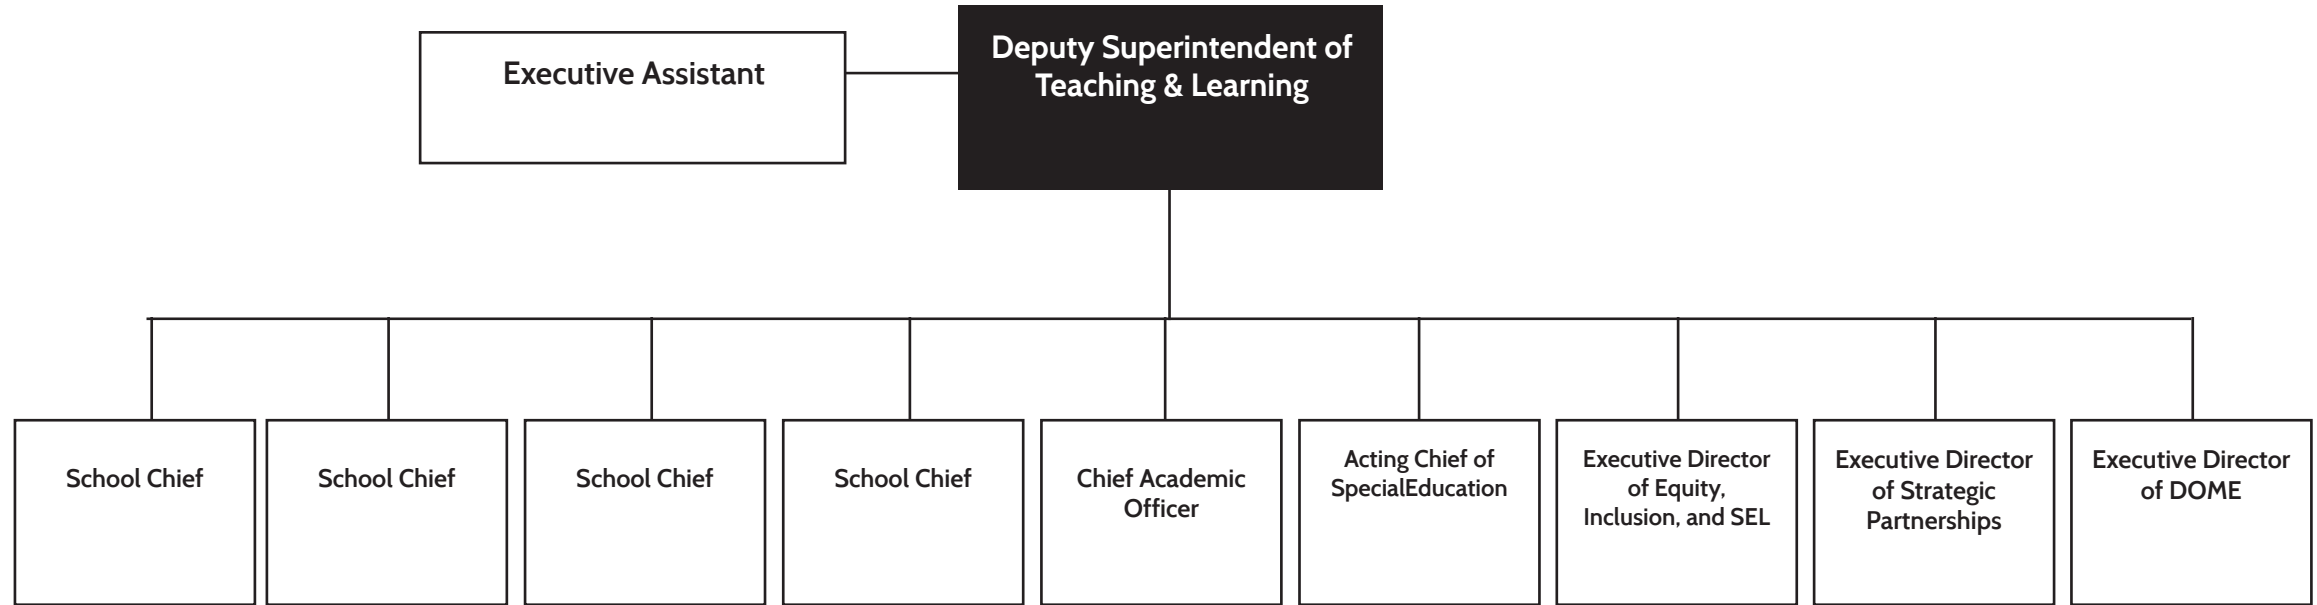 Executive Assistant
Deputy Superintendent of
Teaching & Learning
School Chief
School Chief
School Chief
School Chief
Chief Academic
Officer
Acting Chief of
SpecialEducation
Executive Director
of Equity,
Inclusion, and SEL
Executive Director
of Strategic
Partnerships
Executive Director
of DOME